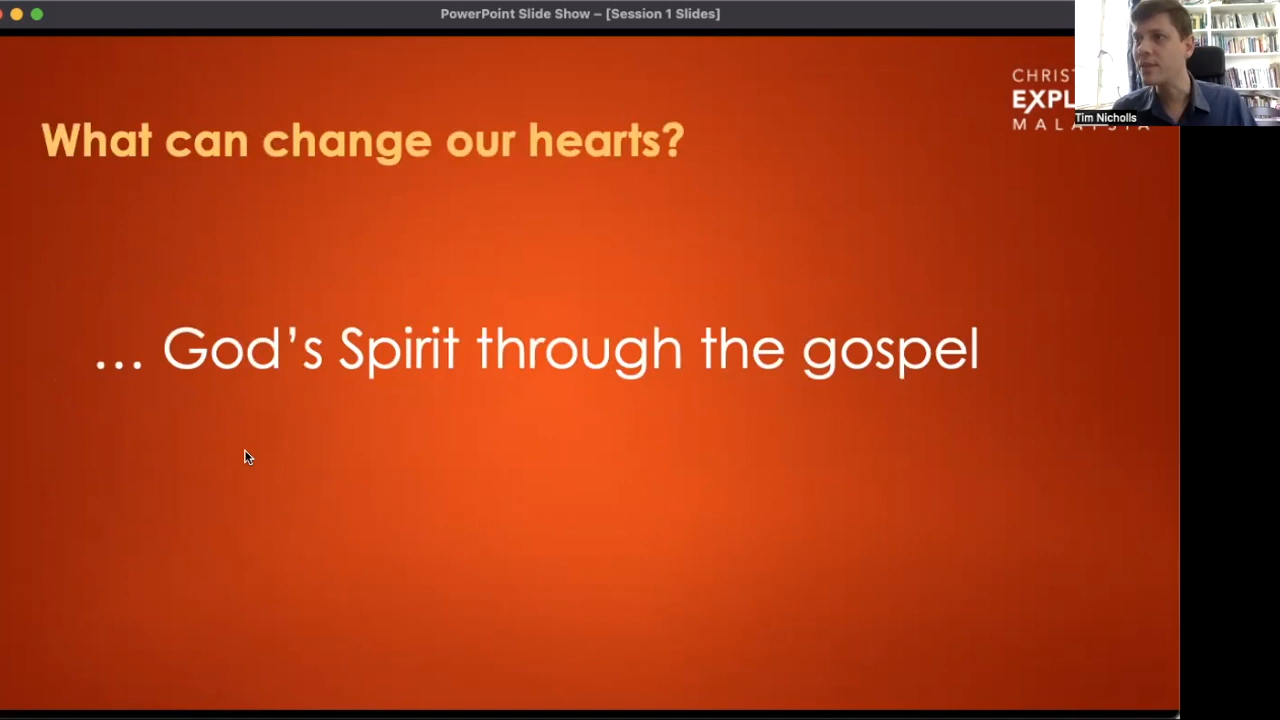 PowerPoint Slide Show – [Session 1 Slides]
CHRIST
EXPL
MALAYSIA
Tim Nicholls
What can change our hearts?
... God's Spirit through the gospel